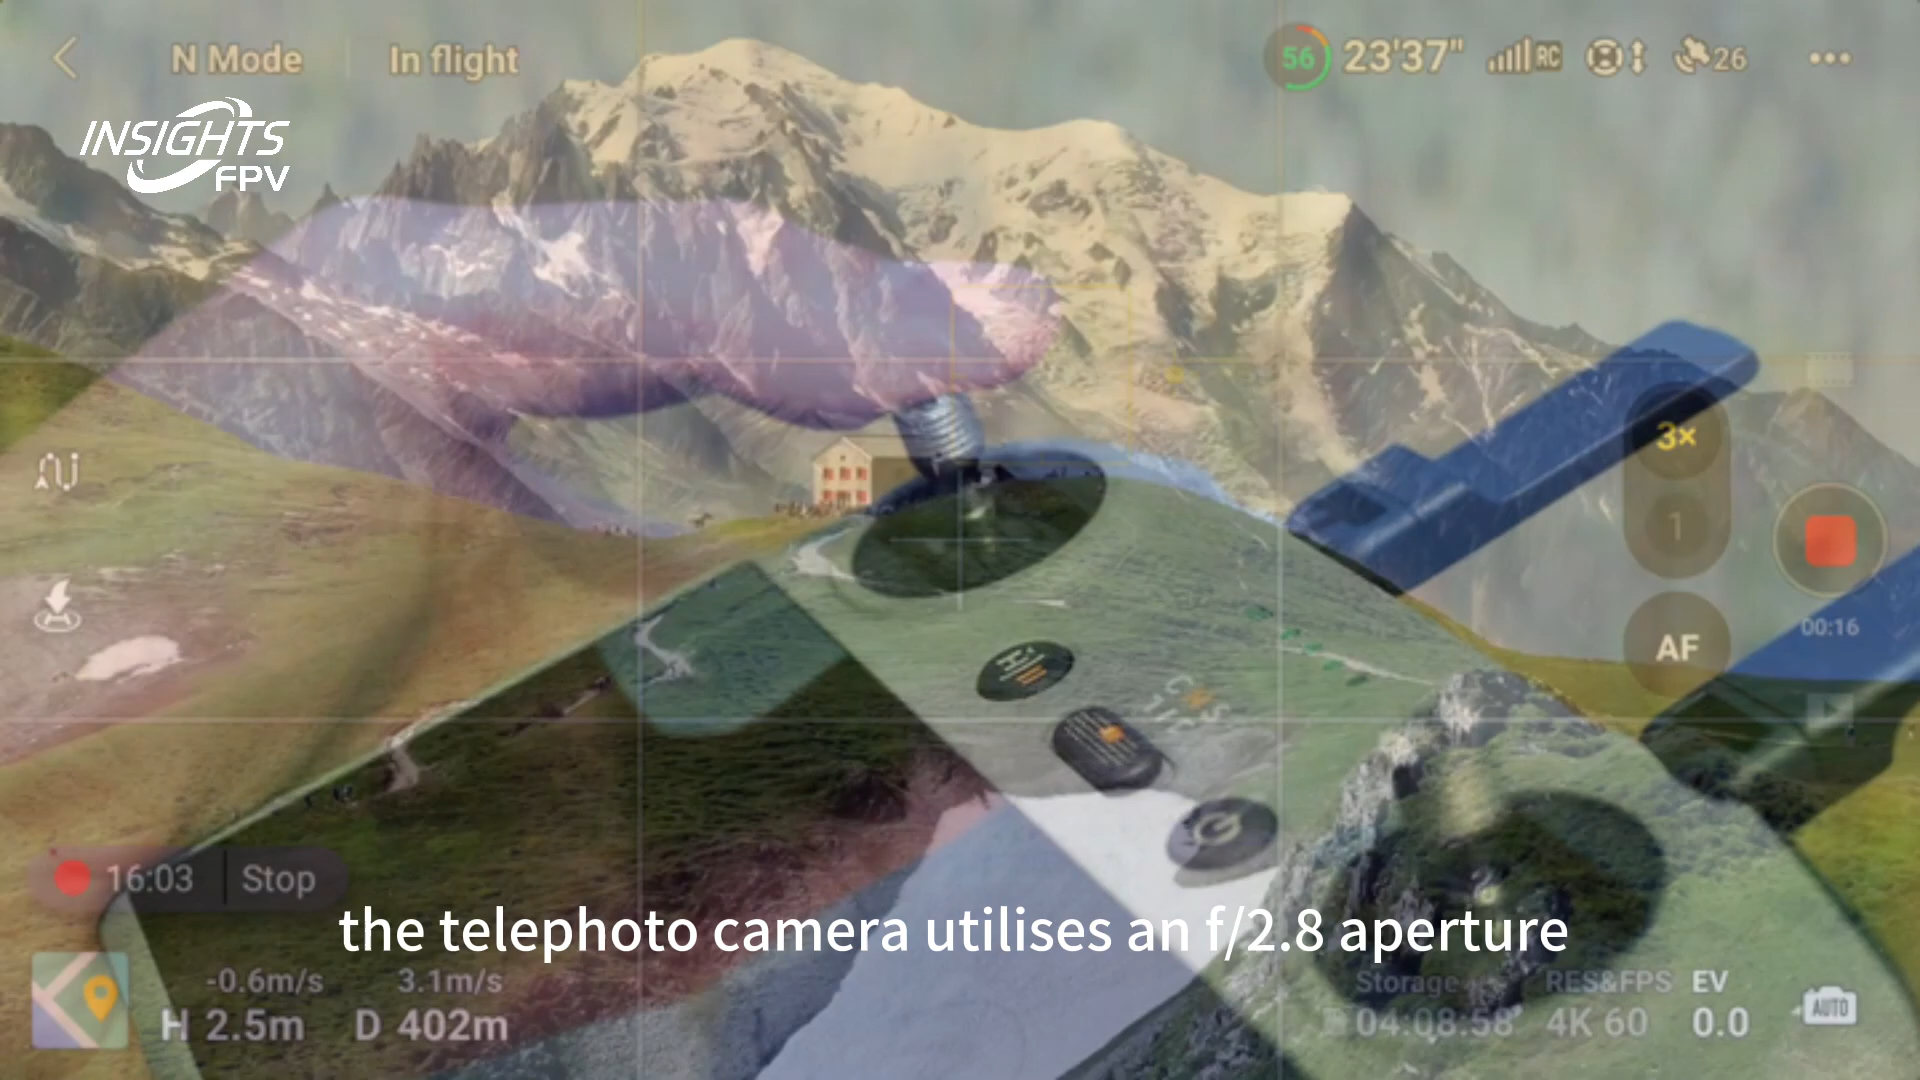 N Mode
In flight
56
23'37"
RC
26
INSIGHTS
FPV
3×
1
AF
00:16
16:03
Stop
the telephoto camera utilises an f/2.8 aperture
-0.6m/s
3.1m/s
H 2.5m
D 402m
Storage
04:08:58
RES&FPS
4K 60
EV
0.0
AUTO